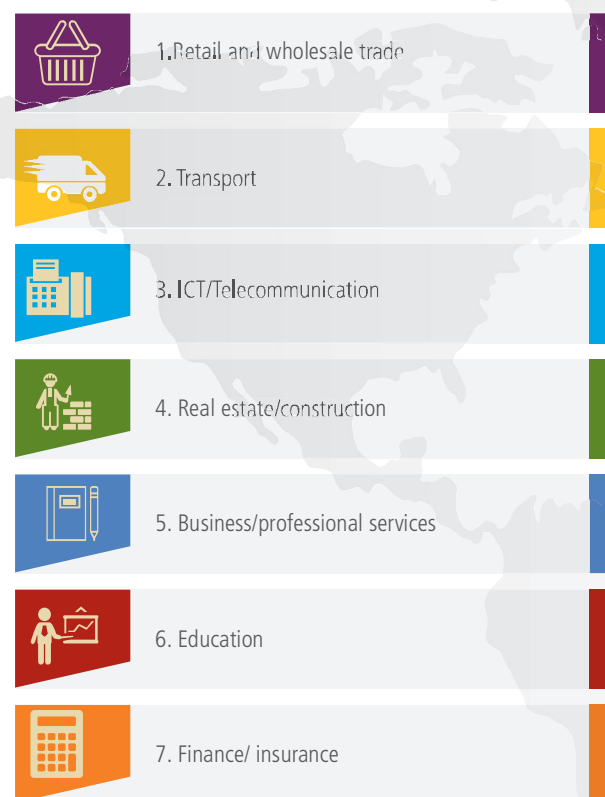 1.Retail and wholesale trade
2. Transport
3. ICT/Telecommunication
4. Real estate/construction
5. Business/professional services
6. Education
7. Finance/ insurance